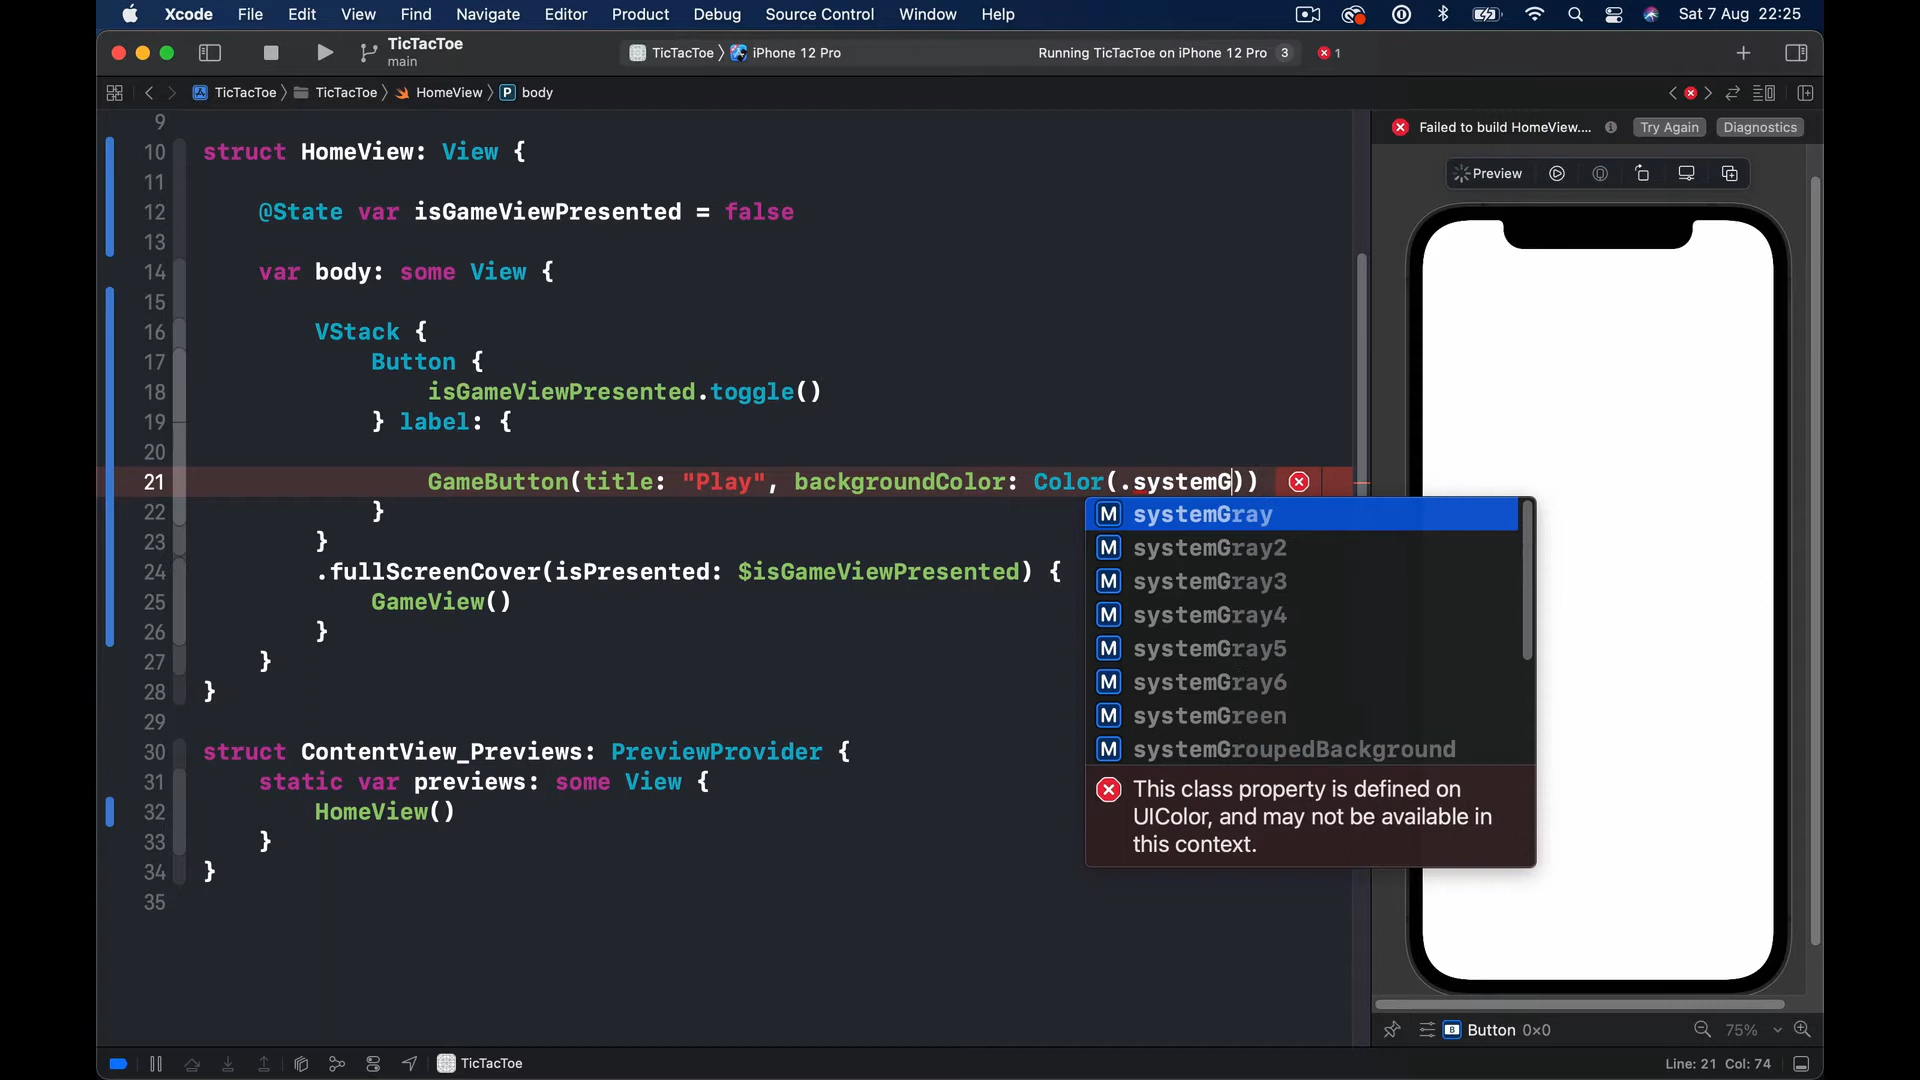 Xcode File Edit View Find Navigate Editor Product Debug Source Control Window Help Sat 7 Aug 22:25
TicTacToe
main
TicTacToe 〉 iPhone 12 Pro
Running TicTacToe on iPhone 12 Pro 3 1
TicTacToe 〉 TicTacToe 〉 HomeView 〉 P body
Failed to build HomeView.... Try Again Diagnostics
Preview
9
10 struct HomeView: View {
11
12 @State var isGameViewPresented = false
13
14 var body: some View {
15
16 VStack {
17 Button {
18 isGameViewPresented.toggle()
19 } label: {
20
21 GameButton(title: "Play", backgroundColor: Color(.systemG))
22 }
23 }
24 .fullScreenCover(isPresented: $isGameViewPresented) {
25 GameView()
26 }
27 }
28 }
29
30 struct ContentView_Previews: PreviewProvider {
31 static var previews: some View {
32 HomeView()
33 }
34 }
35
M systemGray
M systemGray2
M systemGray3
M systemGray4
M systemGray5
M systemGray6
M systemGreen
M systemGroupedBackground
This class property is defined on
UIColor, and may not be available in
this context.
B Button 0×0 75%
TicTacToe
Line: 21 Col: 74